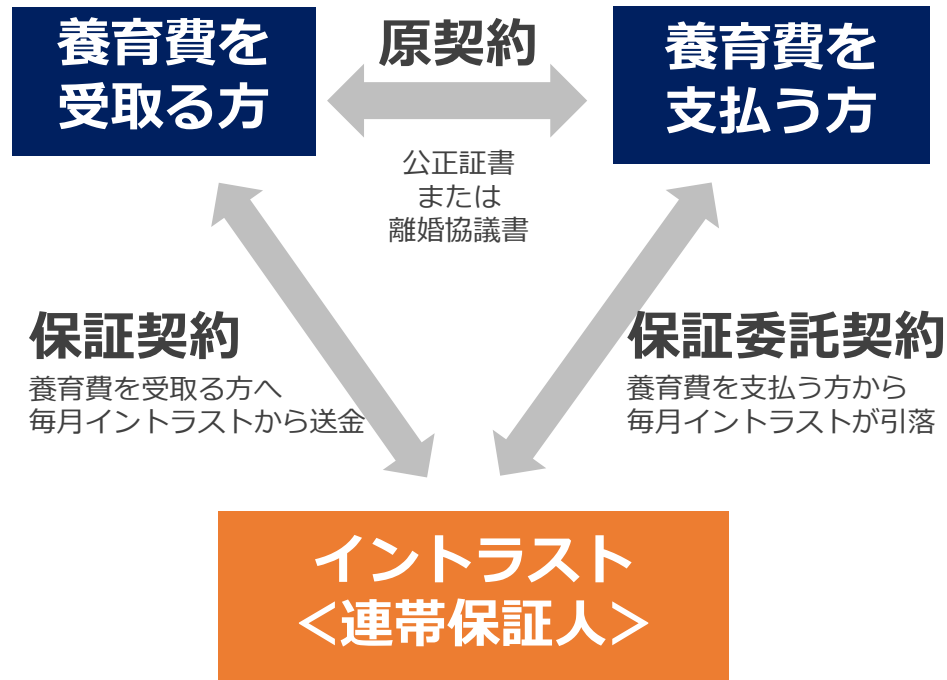 養育費を
受取る方
原契約
養育費を
支払う方
公正証書
または
離婚協議書
保証契約
養育費を受取る方へ
毎月イントラストから送金
保証委託契約
養育費を支払う方から
毎月イントラストが引落
イントラスト
＜連帯保証人＞